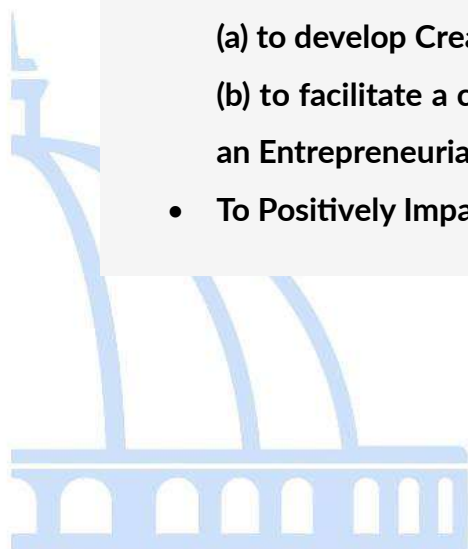 (a) to develop Crea
(b) to facilitate a c
an Entrepreneuria
• To Positively Impa